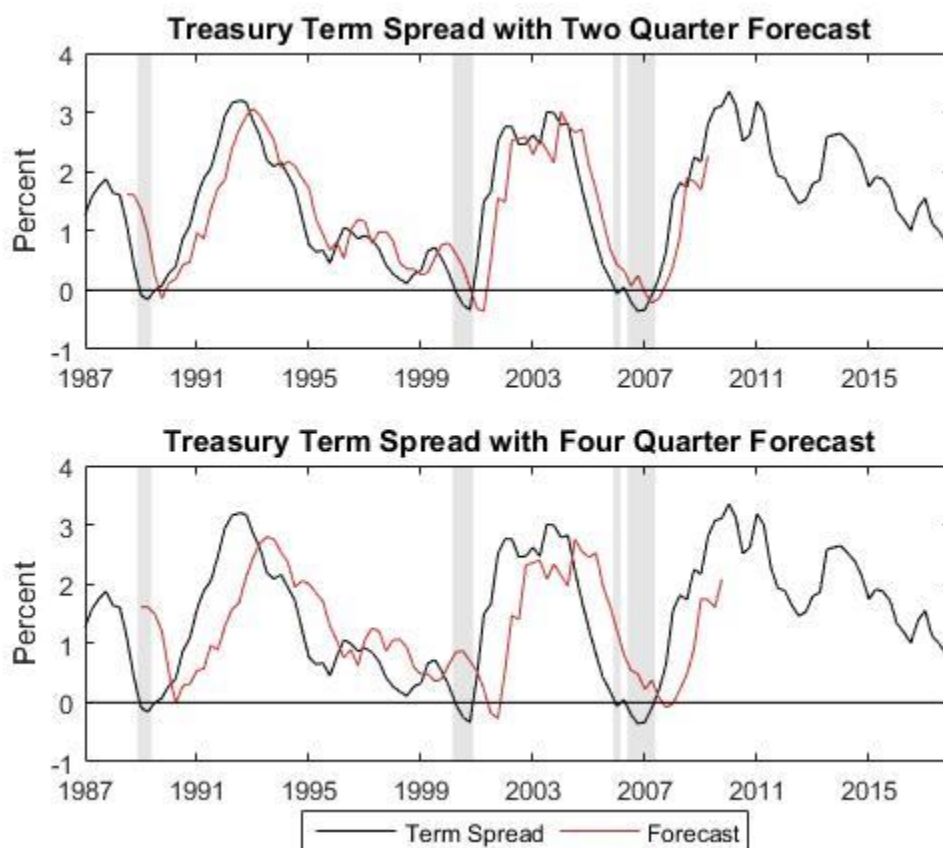 Treasury Term Spread with Two Quarter Forecast
4
3
2
1
0
-1
Percent
1987 1991 1995 1999 2003 2007 2011 2015
Treasury Term Spread with Four Quarter Forecast
4
3
2
1
0
-1
Percent
1987 1991 1995 1999 2003 2007 2011 2015
Term Spread Forecast